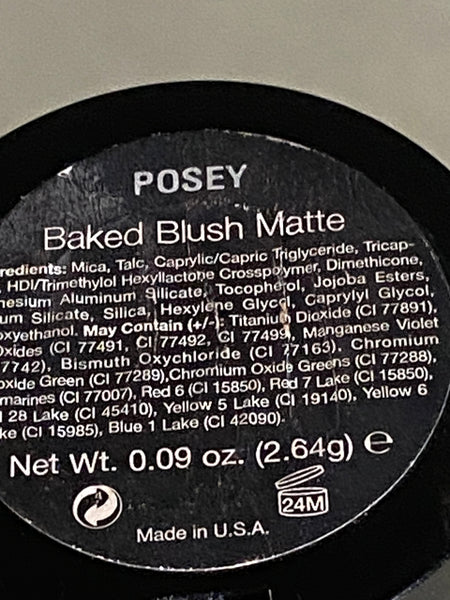 POSEY
Baked Blush Matte
redients: Mica, Talc, Caprylic/Capric Triglyceride, Tricap-
HDI/Trimethylol Hexyllactone Crosspolymer, Dimethicone,
nesium Aluminum Silicate, Tocopherol, Jojoba Esters,
um Silicate, Silica, Hexylene Glycol, Caprylyl Glycol,
oxyethanol. May Contain (+/-): Titanium Dioxide (CI 77891),
Oxides (CI 77491, CI 77492, CI 77499), Manganese Violet
77742), Bismuth Oxychloride (CI 77163). Chromium
oxide Green (CI 77289),Chromium Oxide Greens (CI 77288),
marines (CI 77007), Red 6 (CI 15850), Red 7 Lake (CI 15850),
28 Lake (CI 45410), Yellow 5 Lake (CI 19140), Yellow 6
ke (CI 15985), Blue 1 Lake (CI 42090).
Net Wt. 0.09 oz. (2.64g) ℮
24M
Made in U.S.A.